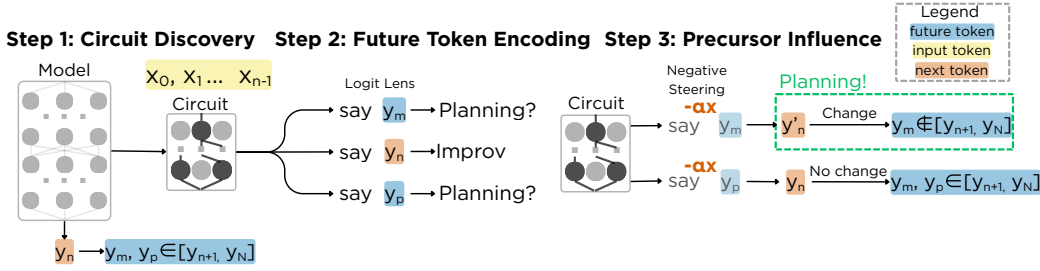 Legend
future token
input token
next token
Step 1: Circuit Discovery
Model
x₀, x₁ ... xₙ₋₁
Circuit
yₙ
yₘ, yₚ∈[yₙ₊₁, y_N]
Step 2: Future Token Encoding
Logit Lens
say yₘ Planning?
say yₙ Improv
say yₚ Planning?
Step 3: Precursor Influence
Circuit
Negative
Steering
-αx
say yₘ y'ₙ Change yₘ∉[yₙ₊₁, y_N]
Planning!
-αx
say yₚ yₙ No change yₘ, yₚ∈[yₙ₊₁, y_N]